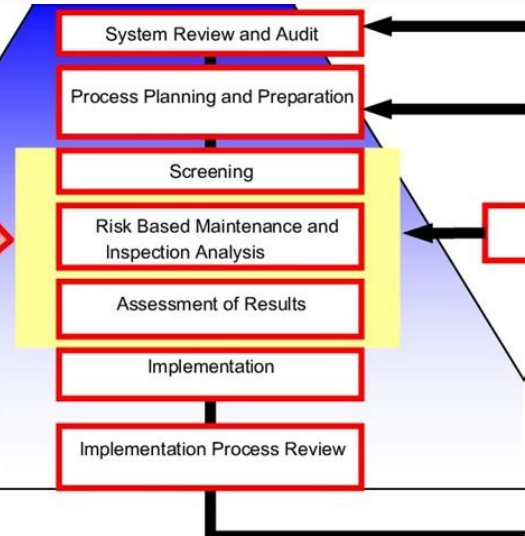 System Review and Audit
Process Planning and Preparation
Screening
Risk Based Maintenance and
Inspection Analysis
Assessment of Results
Implementation
Implementation Process Review